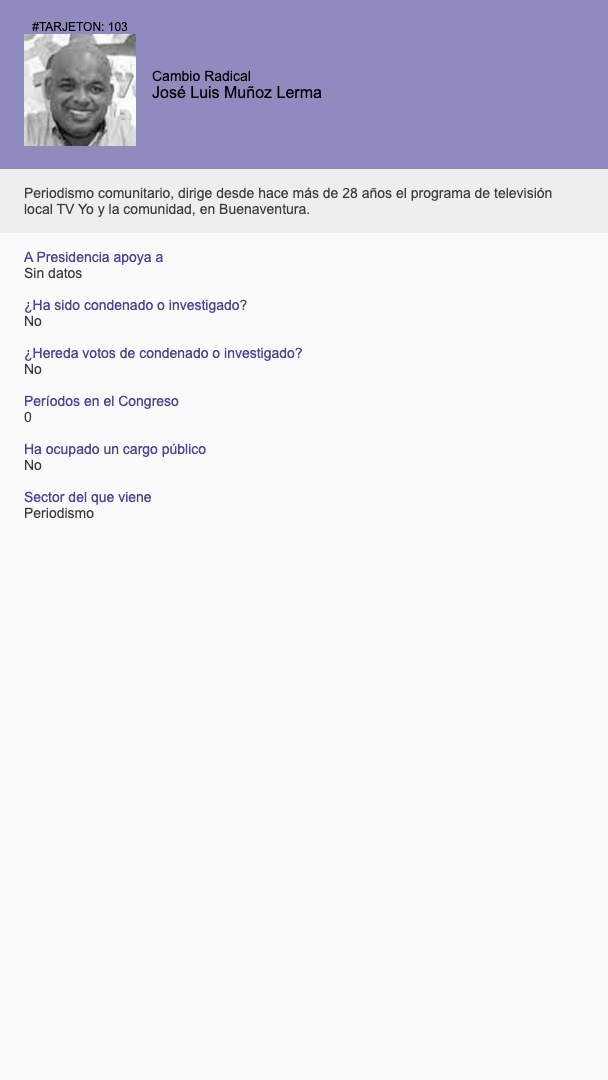 #TARJETON: 103
Cambio Radical
José Luis Muñoz Lerma
Periodismo comunitario, dirige desde hace más de 28 años el programa de televisión
local TV Yo y la comunidad, en Buenaventura.
A Presidencia apoya a
Sin datos
¿Ha sido condenado o investigado?
No
¿Hereda votos de condenado o investigado?
No
Períodos en el Congreso
0
Ha ocupado un cargo público
No
Sector del que viene
Periodismo